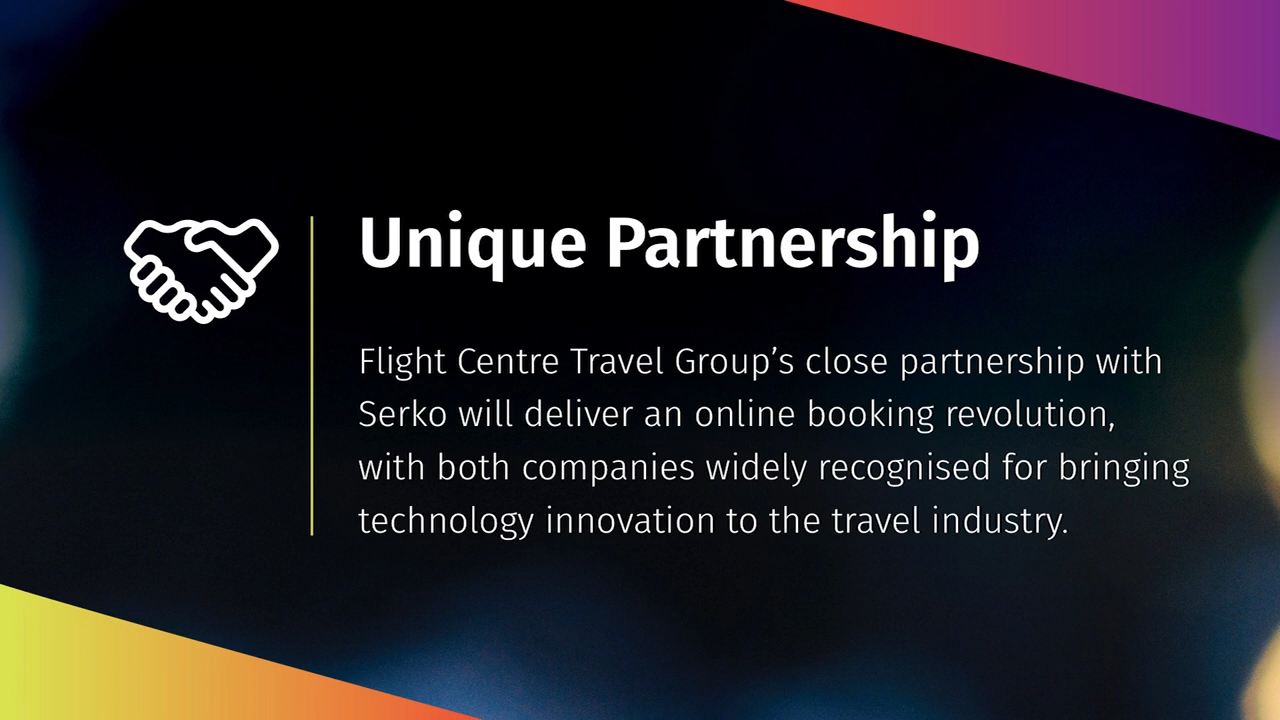 Unique Partnership
Flight Centre Travel Group’s close partnership with
Serko will deliver an online booking revolution,
with both companies widely recognised for bringing
technology innovation to the travel industry.